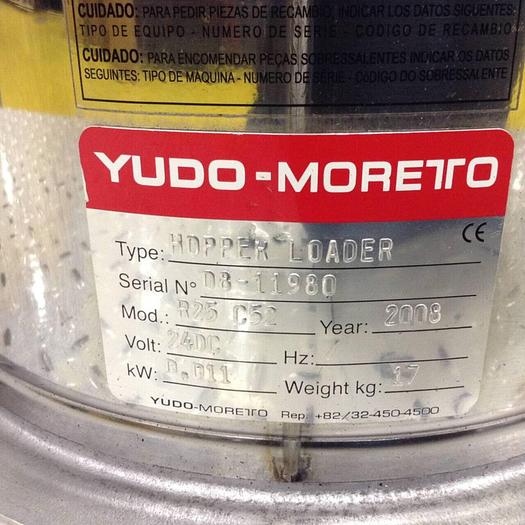 CUIDADO: PARA PEDIR PIEZAS DE RECAMBIO, INDICAR LOS DATOS SIGUIENTES:
TIPO DE EQUIPO - NUMERO DE SERIE - CODIGO DE RECAMBIO
CUIDADO: PARA ENCOMENDAR PEÇAS SOBRESSALENTES INDICAR OS DATOS
SEGUINTES: TIPO DE MAQUINA - NUMERO DE SÉRIE - CóDIGO DO SOBRESSALENTE
YUDO-MORETTO
CE
Type: HOPPER LOADER
Serial N° 08-11980
Mod.: R25 C52 Year: 2008
Volt: 24DC Hz:
kW: 0.011 Weight kg: 17
YUDO-MORETTO Rep. +82/32-450-4500